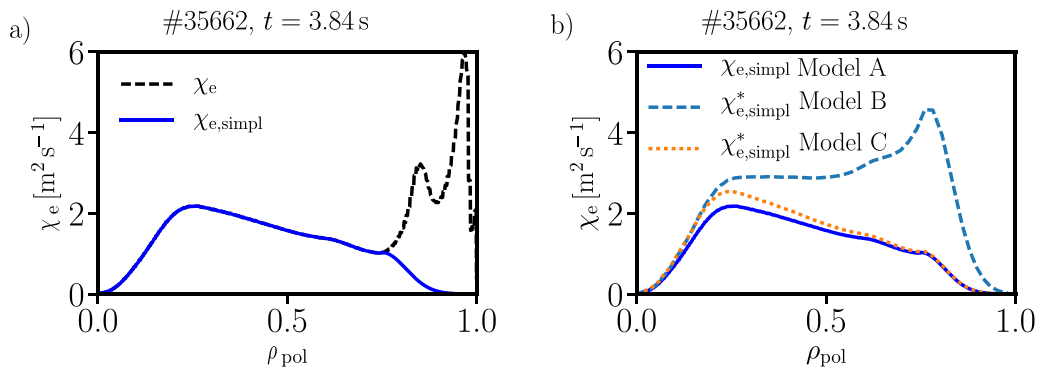 a)
#35662, t = 3.84 s
χe [m² s⁻¹]
6
4
2
0
χe
χe,simpl
0.0
0.5
1.0
ρ pol
b)
#35662, t = 3.84 s
χe [m² s⁻¹]
6
4
2
0
χe,simpl Model A
χ*e,simpl Model B
χ*e,simpl Model C
0.0
0.5
1.0
ρpol